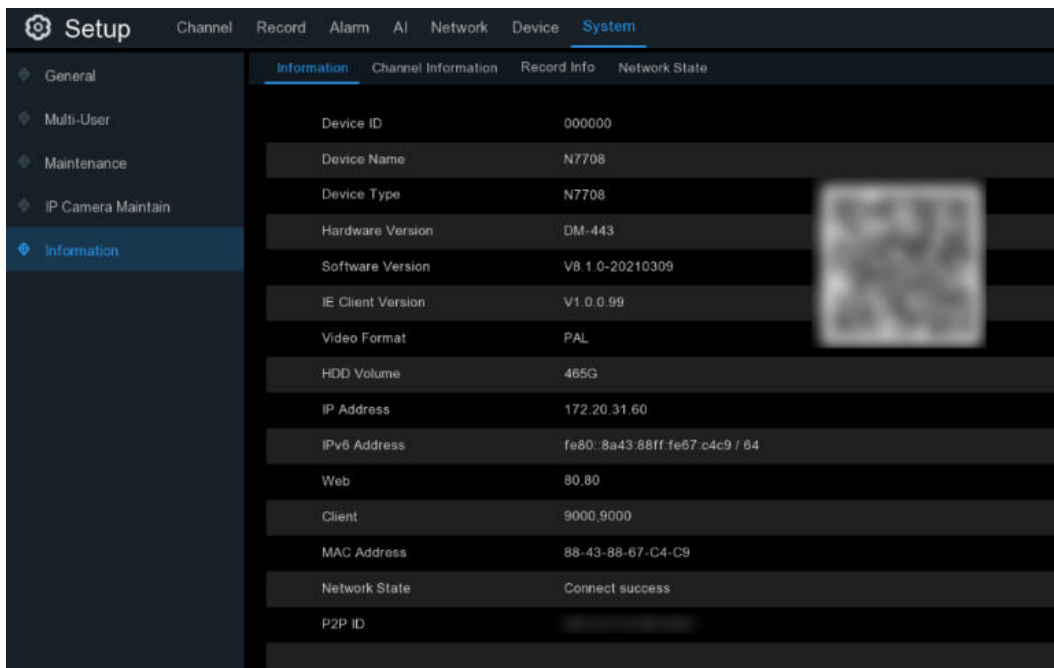 Setup Channel Record Alarm AI Network Device System
Information Channel Information Record Info Network State
General
Multi-User
Maintenance
IP Camera Maintain
Information
Device ID 000000
Device Name N7708
Device Type N7708
Hardware Version DM-443
Software Version V8.1.0-20210309
IE Client Version V1.0.0.99
Video Format PAL
HDD Volume 465G
IP Address 172.20.31.60
IPv6 Address fe80::8a43:88ff:fe67:c4c9 / 64
Web 80,80
Client 9000,9000
MAC Address 88-43-88-67-C4-C9
Network State Connect success
P2P ID